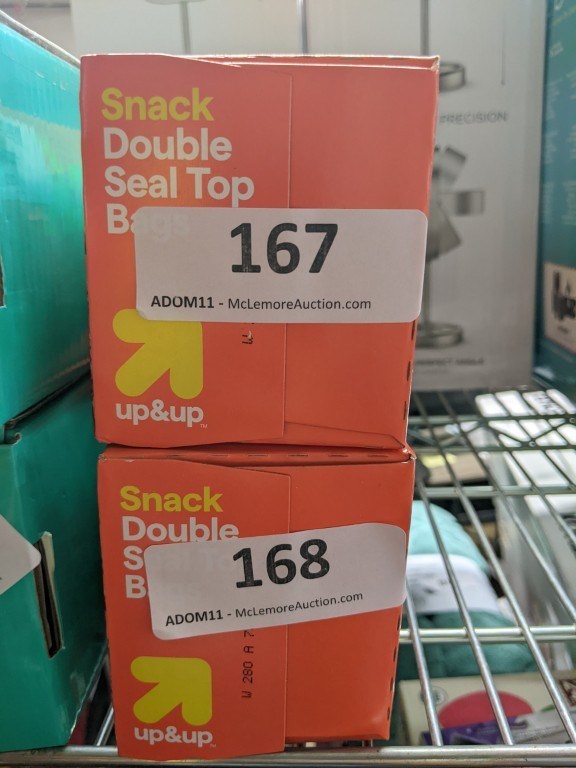 Snack
Double
Seal Top
Bags
167
ADOM11 - McLemoreAuction.com
up&up
PRECISION
Snack
Double
168
ADOM11 - McLemoreAuction.com
W 280 A 7
up&up